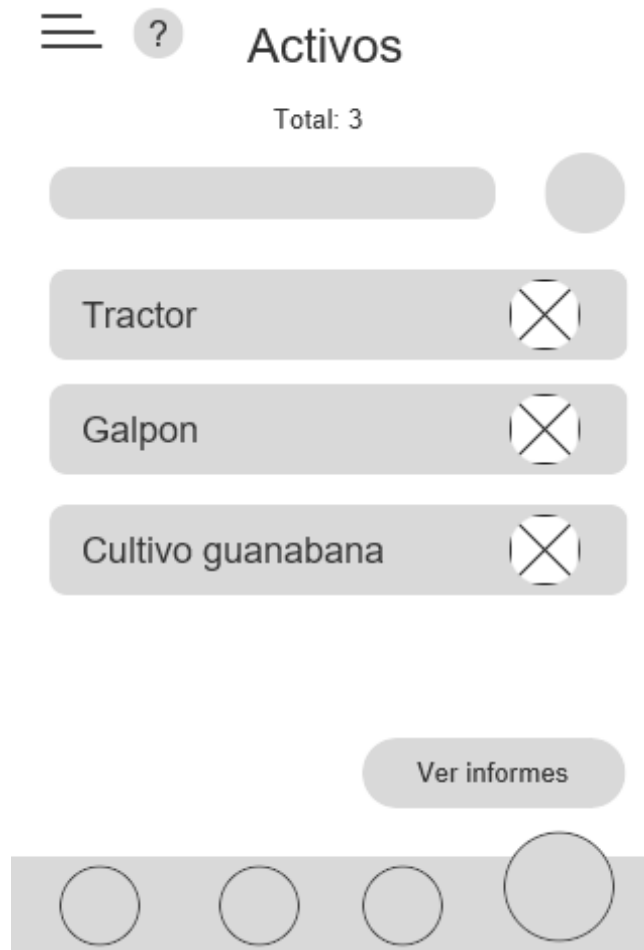 ?
Activos
Total: 3
Tractor
Galpon
Cultivo guanabana
Ver informes